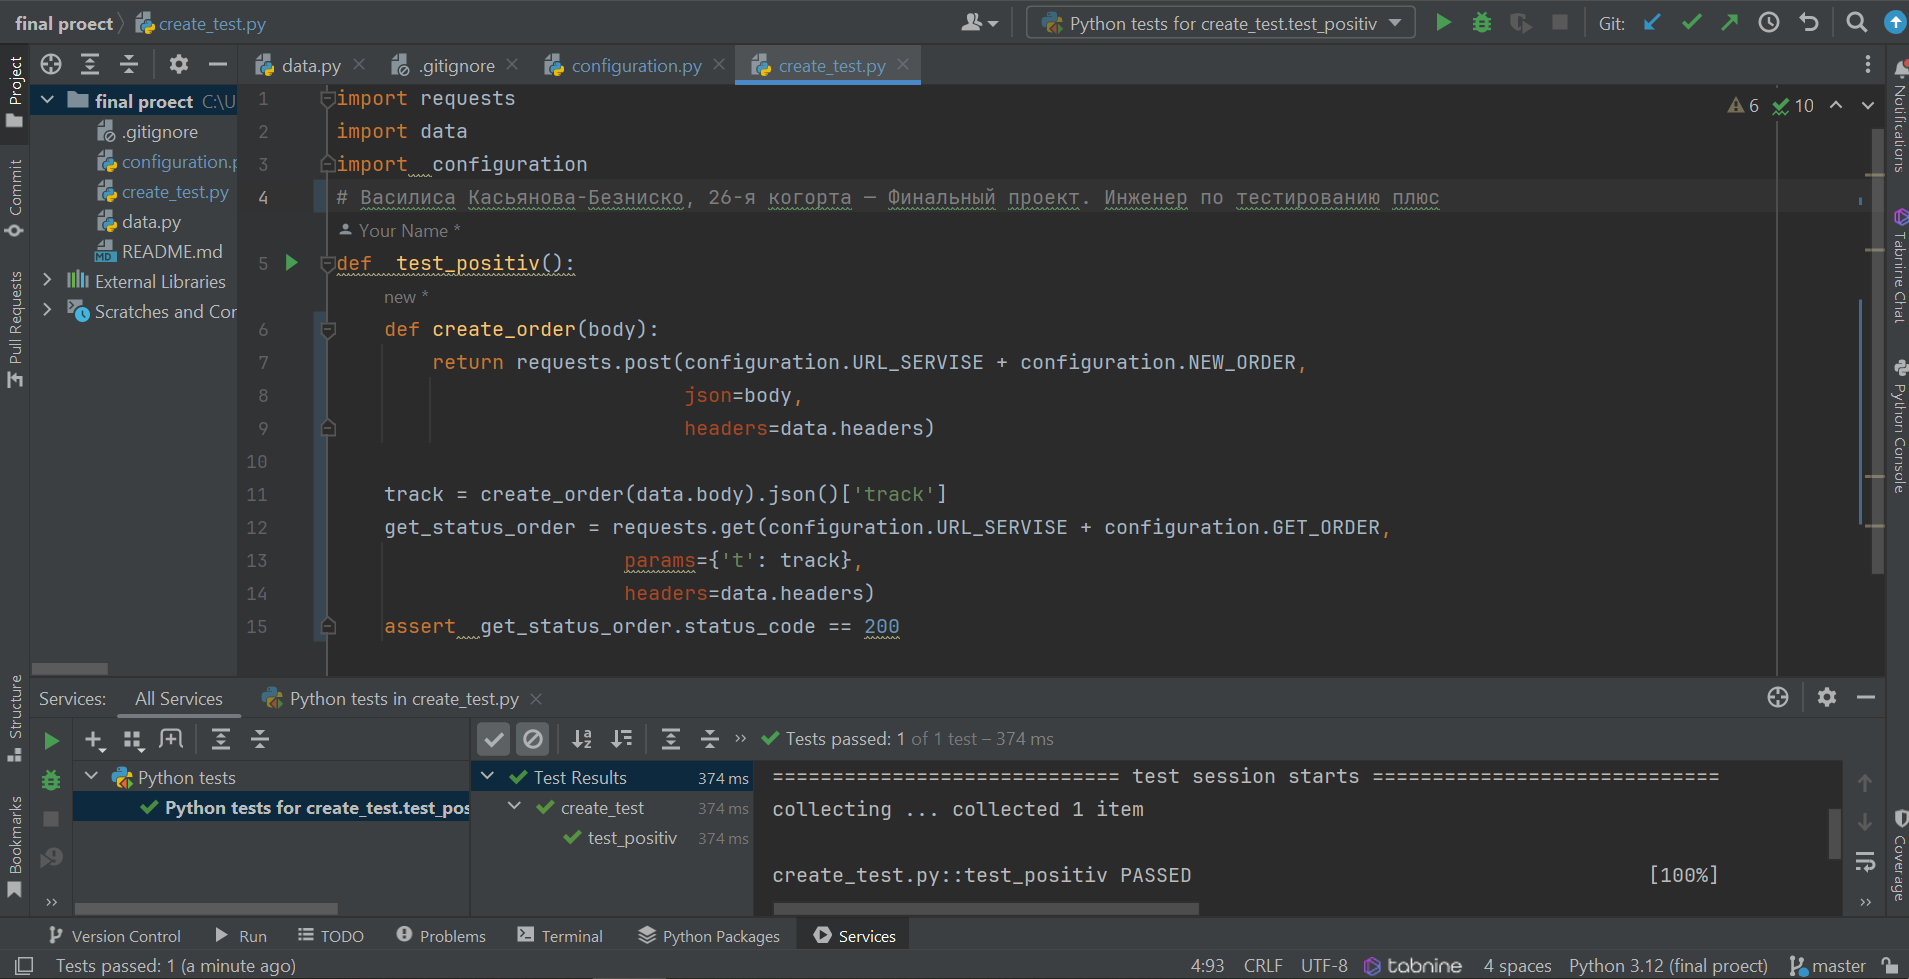 final proect create_test.py
Python tests for create_test.test_positiv
Git:
Project
Commit
Pull Requests
Structure
Bookmarks
final proect C:\U
.gitignore
configuration.p
create_test.py
data.py
README.md
External Libraries
Scratches and Cor
data.py .gitignore configuration.py create_test.py
6 10
1 import requests
2 import data
3 import  configuration
4 # Василиса Касьянова-Безниско, 26-я когорта — Финальный проект. Инженер по тестированию плюс
Your Name *
5 def  test_positiv():
new *
6 def create_order(body):
7 return requests.post(configuration.URL_SERVISE + configuration.NEW_ORDER,
8 json=body,
9 headers=data.headers)
10
11 track = create_order(data.body).json()['track']
12 get_status_order = requests.get(configuration.URL_SERVISE + configuration.GET_ORDER,
13 params={'t': track},
14 headers=data.headers)
15 assert  get_status_order.status_code == 200
Notifications
Tabnine Chat
Python Console
Coverage
Services: All Services Python tests in create_test.py
Tests passed: 1 of 1 test – 374 ms
Python tests
Python tests for create_test.test_pos
Test Results 374 ms
create_test 374 ms
test_positiv 374 ms
============================= test session starts =============================
collecting ... collected 1 item
create_test.py::test_positiv PASSED [100%]
Version Control Run TODO Problems Terminal Python Packages Services
Tests passed: 1 (a minute ago)
4:93 CRLF UTF-8 tabnine 4 spaces Python 3.12 (final proect) master